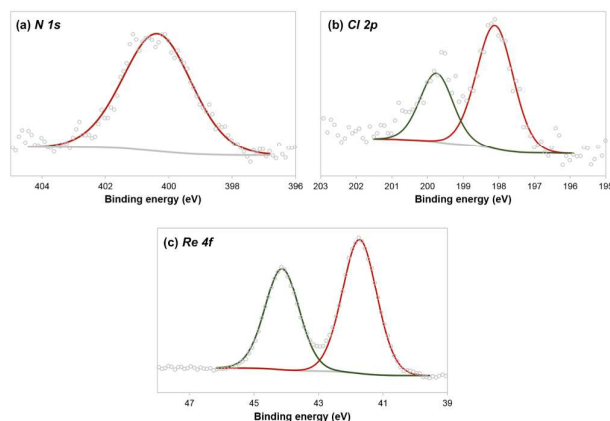 (a) N 1s
404 402 400 398 396
Binding energy (eV)
(b) Cl 2p
203 202 201 200 199 198 197 196 195
Binding energy (eV)
(c) Re 4f
47 45 43 41 39
Binding energy (eV)